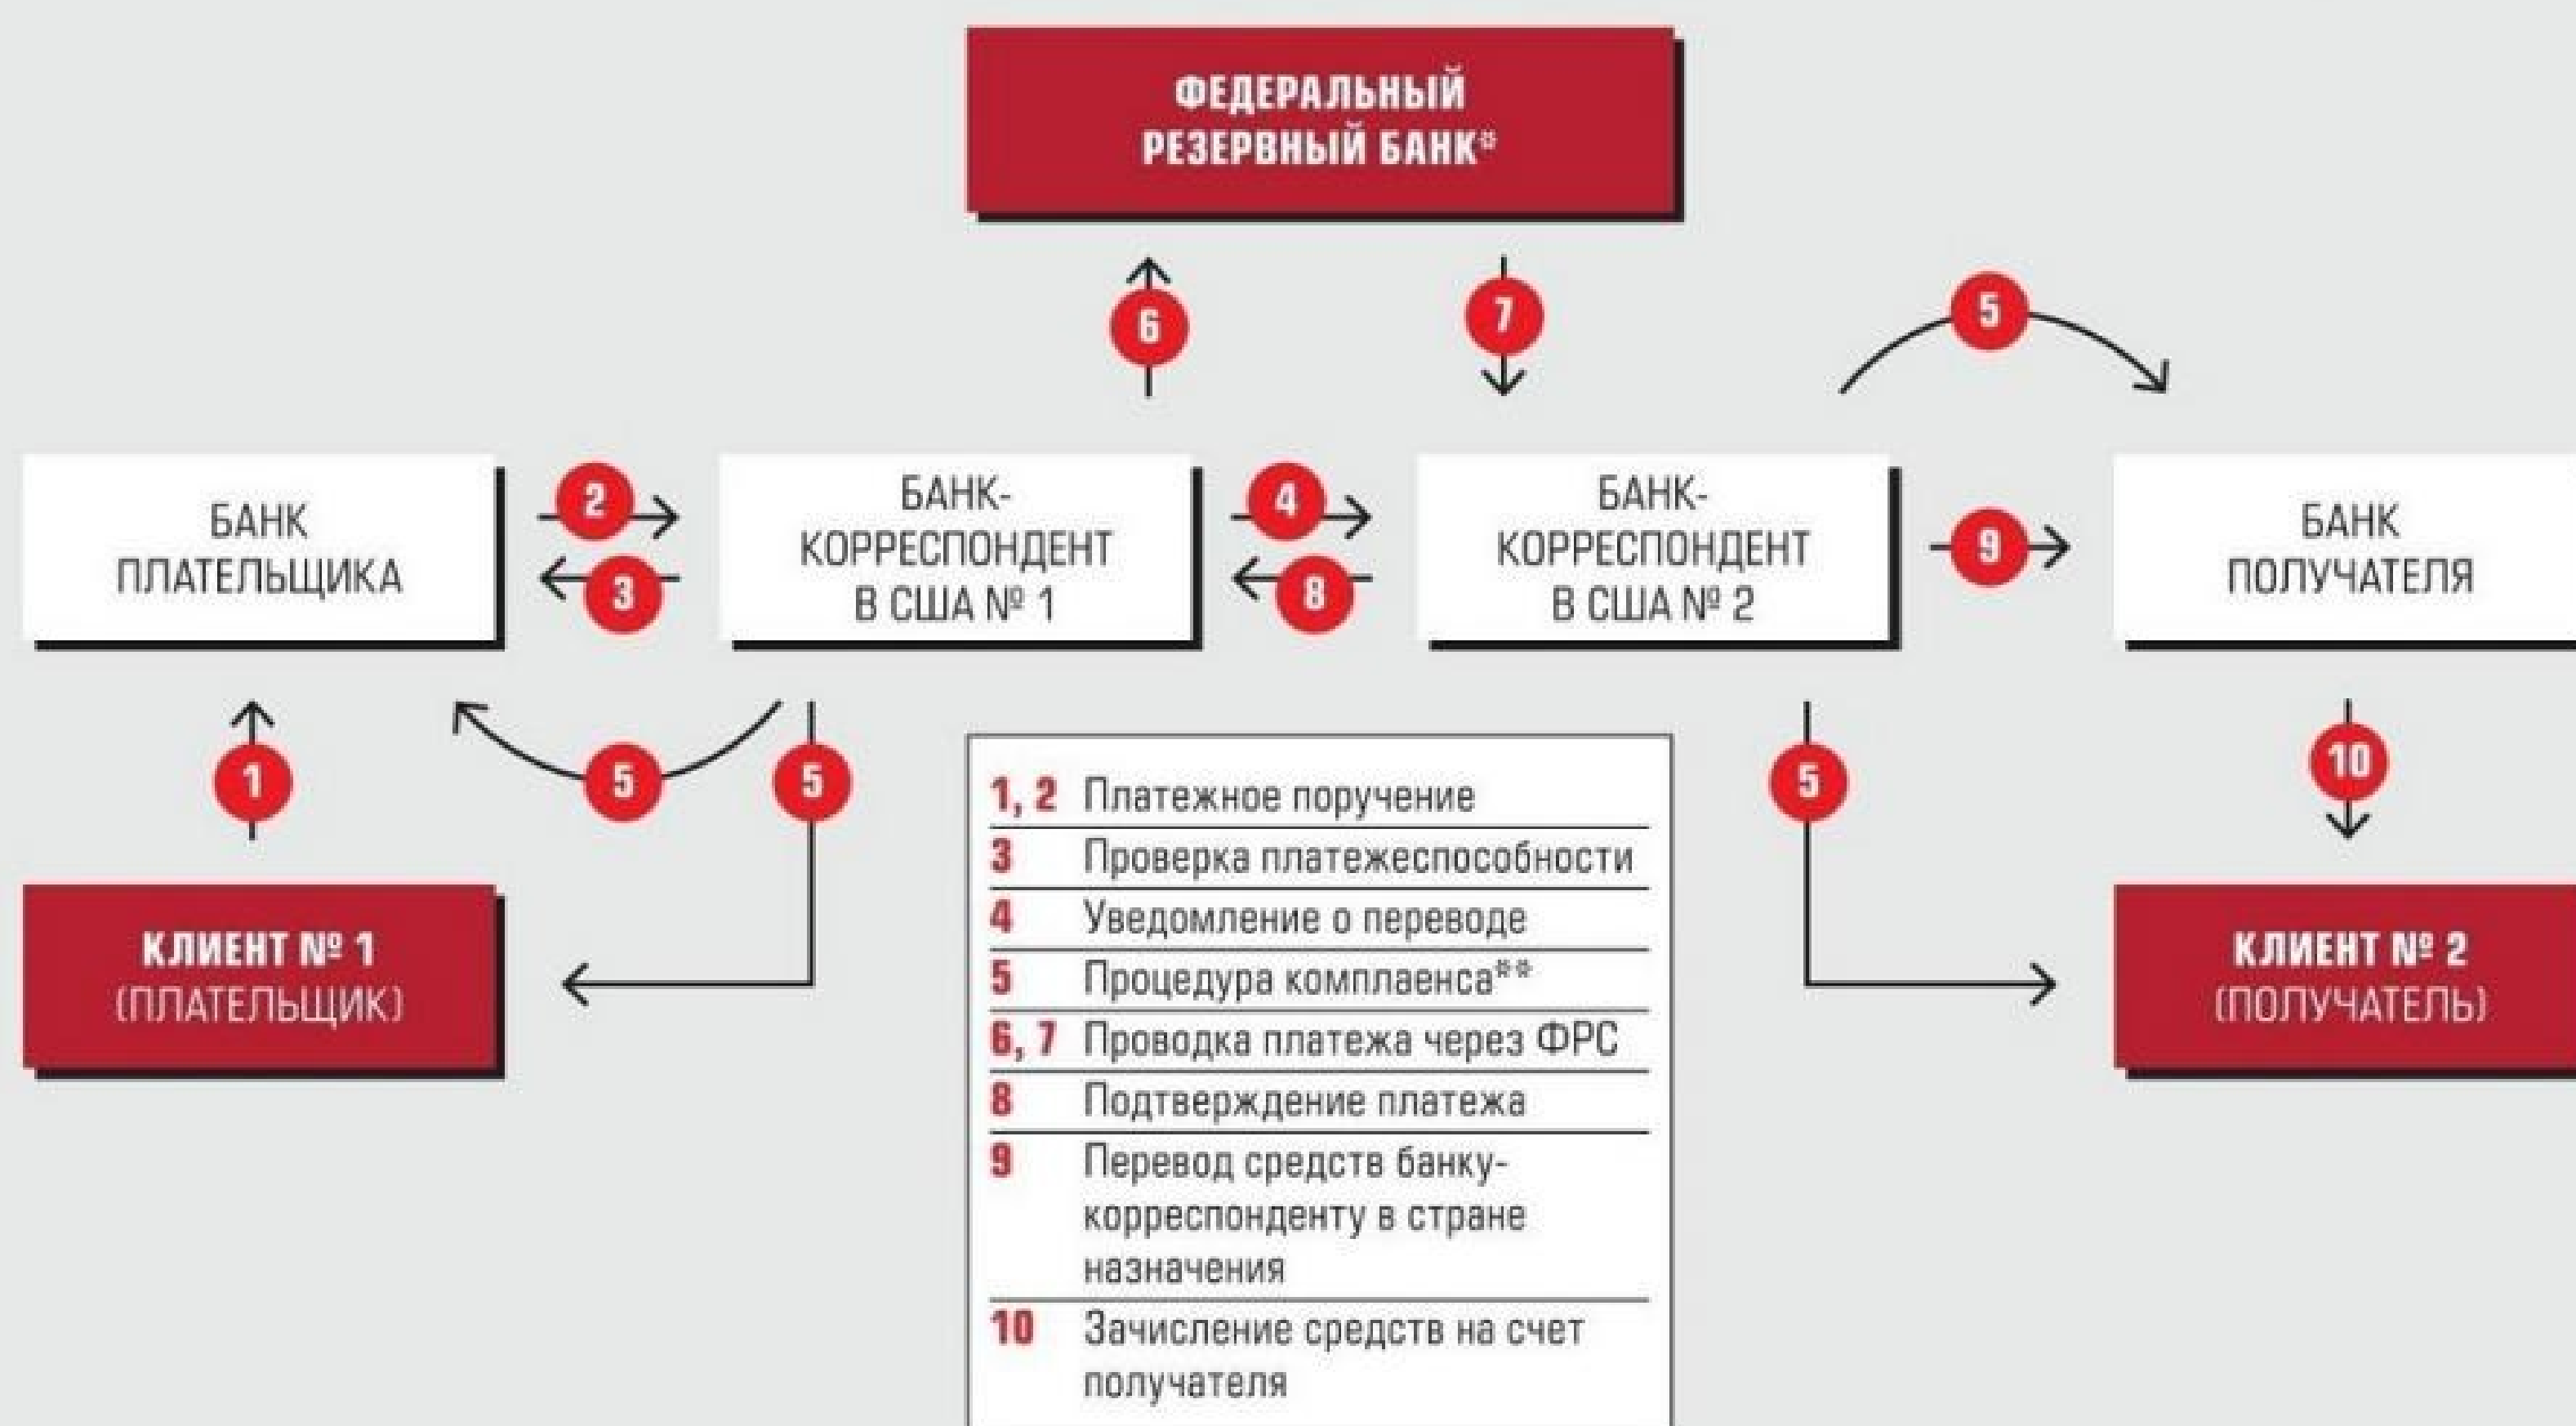 ФЕДЕРАЛЬНЫЙ
РЕЗЕРВНЫЙ БАНК*
6
7
5
БАНК
ПЛАТЕЛЬЩИКА
2
3
БАНК-
КОРРЕСПОНДЕНТ
В США № 1
4
8
БАНК-
КОРРЕСПОНДЕНТ
В США № 2
9
БАНК
ПОЛУЧАТЕЛЯ
1
5
5
5
10
КЛИЕНТ № 1
(ПЛАТЕЛЬЩИК)
КЛИЕНТ № 2
(ПОЛУЧАТЕЛЬ)
1, 2 Платежное поручение
3 Проверка платежеспособности
4 Уведомление о переводе
5 Процедура комплаенса**
6, 7 Проводка платежа через ФРС
8 Подтверждение платежа
9 Перевод средств банку-
корреспонденту в стране
назначения
10 Зачисление средств на счет
получателя